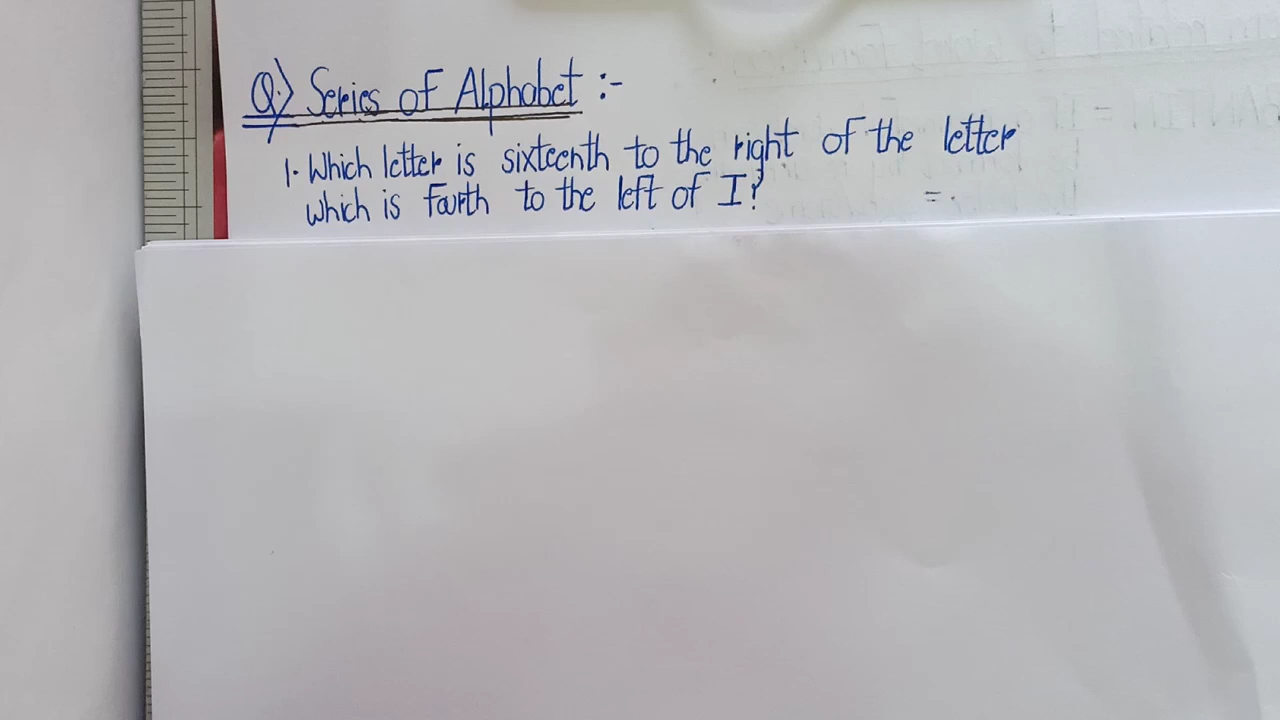 Q) Series of Alphabet :-
1. Which letter is sixteenth to the right of the letter
which is fourth to the left of I?